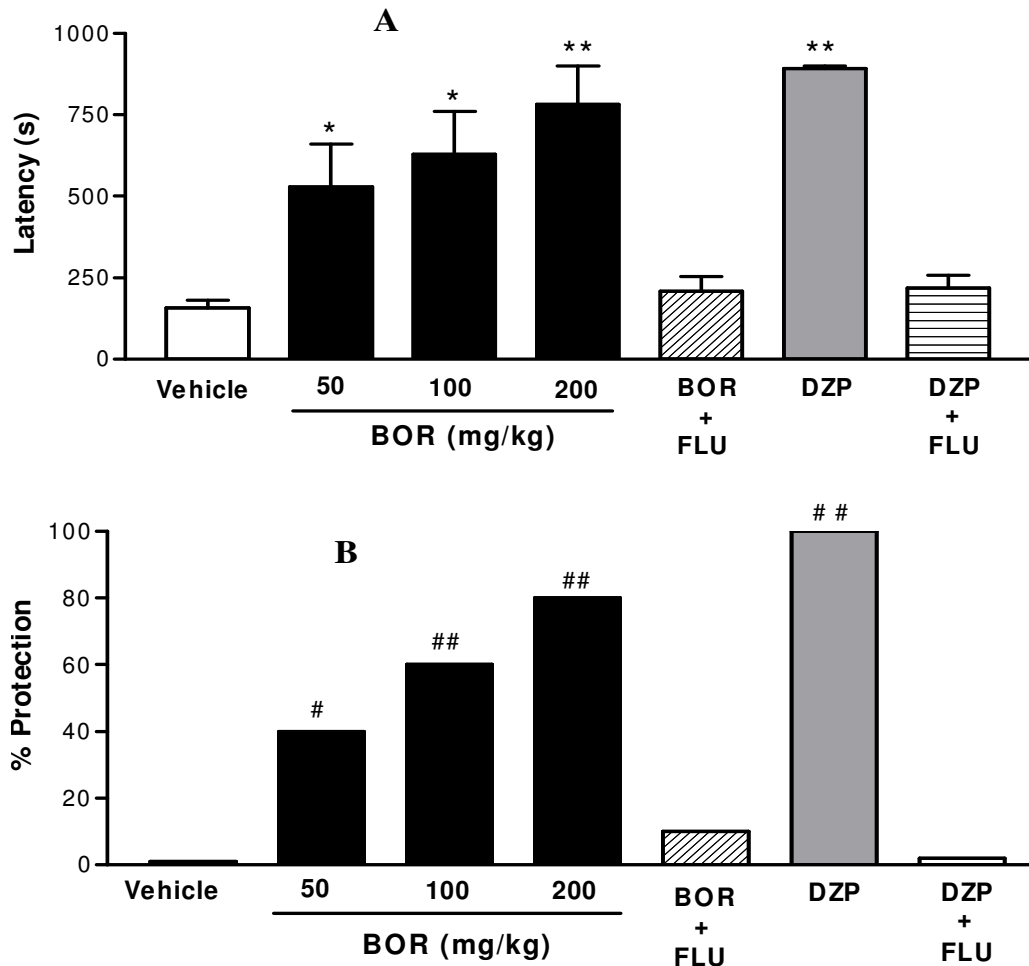 A
Latency (s)
1000
750
500
250
0
*
*
**
**
Vehicle
50
100
200
BOR (mg/kg)
BOR
+
FLU
DZP
DZP
+
FLU
B
% Protection
100
80
60
40
20
0
#
##
##
# #
Vehicle
50
100
200
BOR (mg/kg)
BOR
+
FLU
DZP
DZP
+
FLU